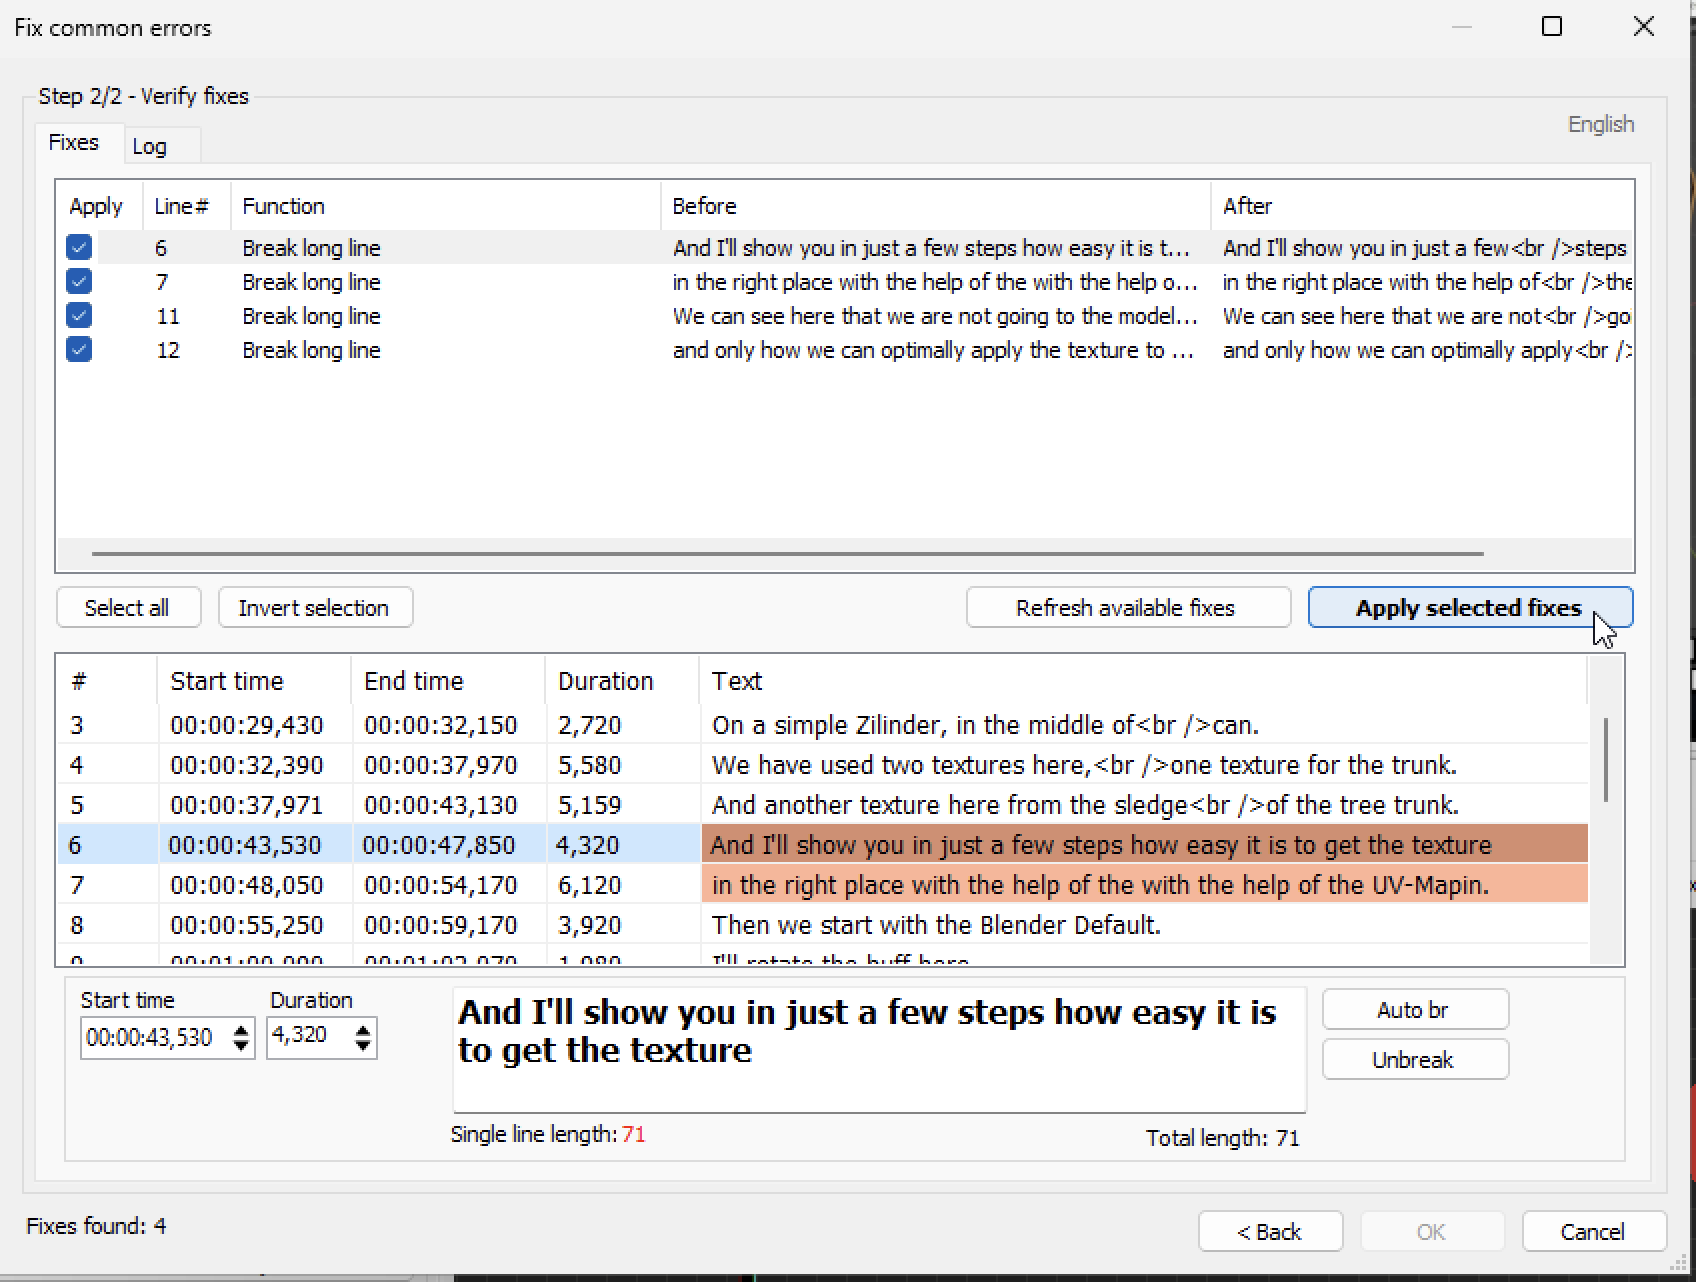 Fix common errors
Step 2/2 - Verify fixes
English
Fixes Log
Apply Line# Function Before After
6 Break long line And I'll show you in just a few steps how easy it is t... And I'll show you in just a few<br />steps
7 Break long line in the right place with the help of the with the help o... in the right place with the help of<br />the
11 Break long line We can see here that we are not going to the model... We can see here that we are not<br />go
12 Break long line and only how we can optimally apply the texture to ... and only how we can optimally apply<br />
Select all Invert selection Refresh available fixes Apply selected fixes
# Start time End time Duration Text
3 00:00:29,430 00:00:32,150 2,720 On a simple Zilinder, in the middle of<br />can.
4 00:00:32,390 00:00:37,970 5,580 We have used two textures here,<br />one texture for the trunk.
5 00:00:37,971 00:00:43,130 5,159 And another texture here from the sledge<br />of the tree trunk.
6 00:00:43,530 00:00:47,850 4,320 And I'll show you in just a few steps how easy it is to get the texture
7 00:00:48,050 00:00:54,170 6,120 in the right place with the help of the with the help of the UV-Mapin.
8 00:00:55,250 00:00:59,170 3,920 Then we start with the Blender Default.
I'll rotate the buff here
Start time Duration
00:00:43,530 4,320
And I'll show you in just a few steps how easy it is
to get the texture
Auto br
Unbreak
Single line length: 71 Total length: 71
Fixes found: 4
< Back OK Cancel